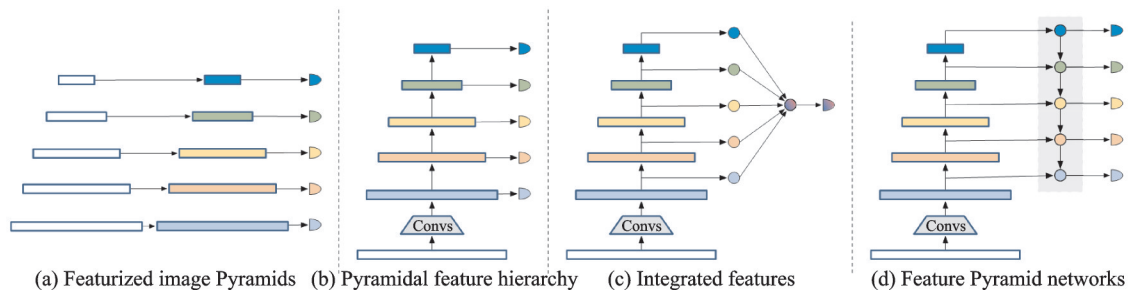 Convs
Convs
Convs
(a) Featurized image Pyramids
(b) Pyramidal feature hierarchy
(c) Integrated features
(d) Feature Pyramid networks